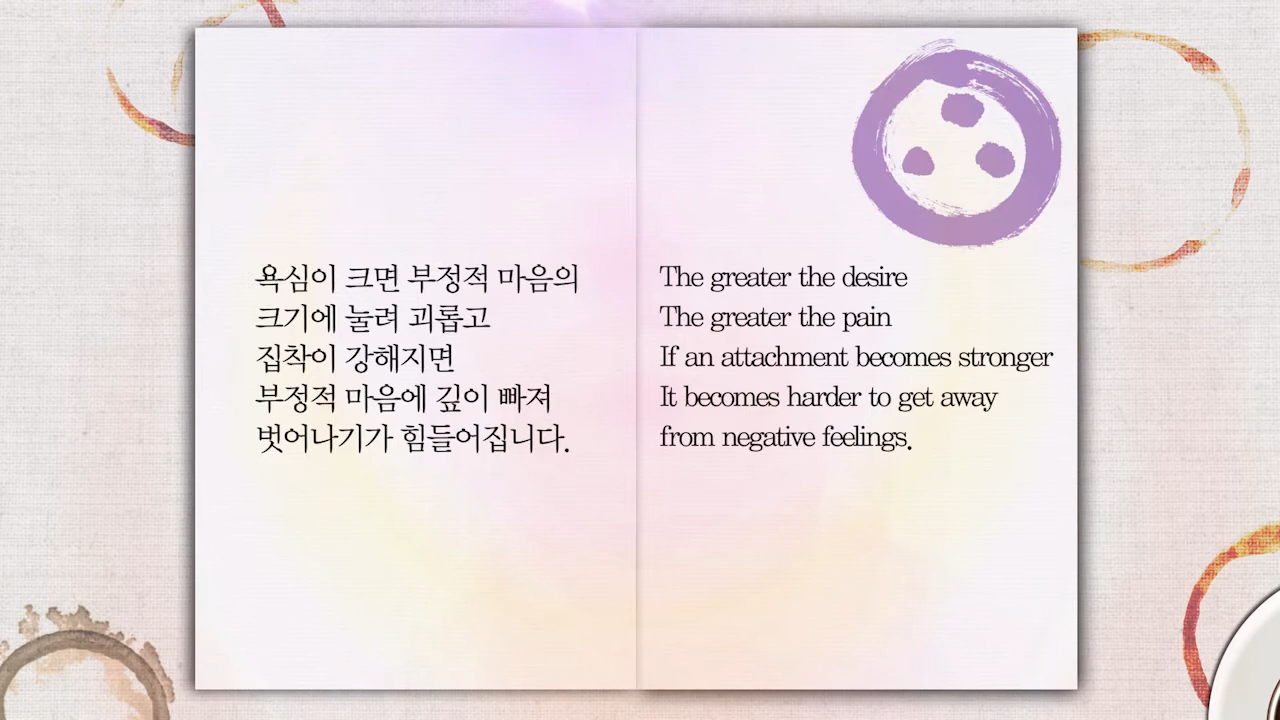 욕심이 크면 부정적 마음의
크기에 눌려 괴롭고
집착이 강해지면
부정적 마음에 깊이 빠져
벗어나기가 힘들어집니다.
The greater the desire
The greater the pain
If an attachment becomes stronger
It becomes harder to get away
from negative feelings.